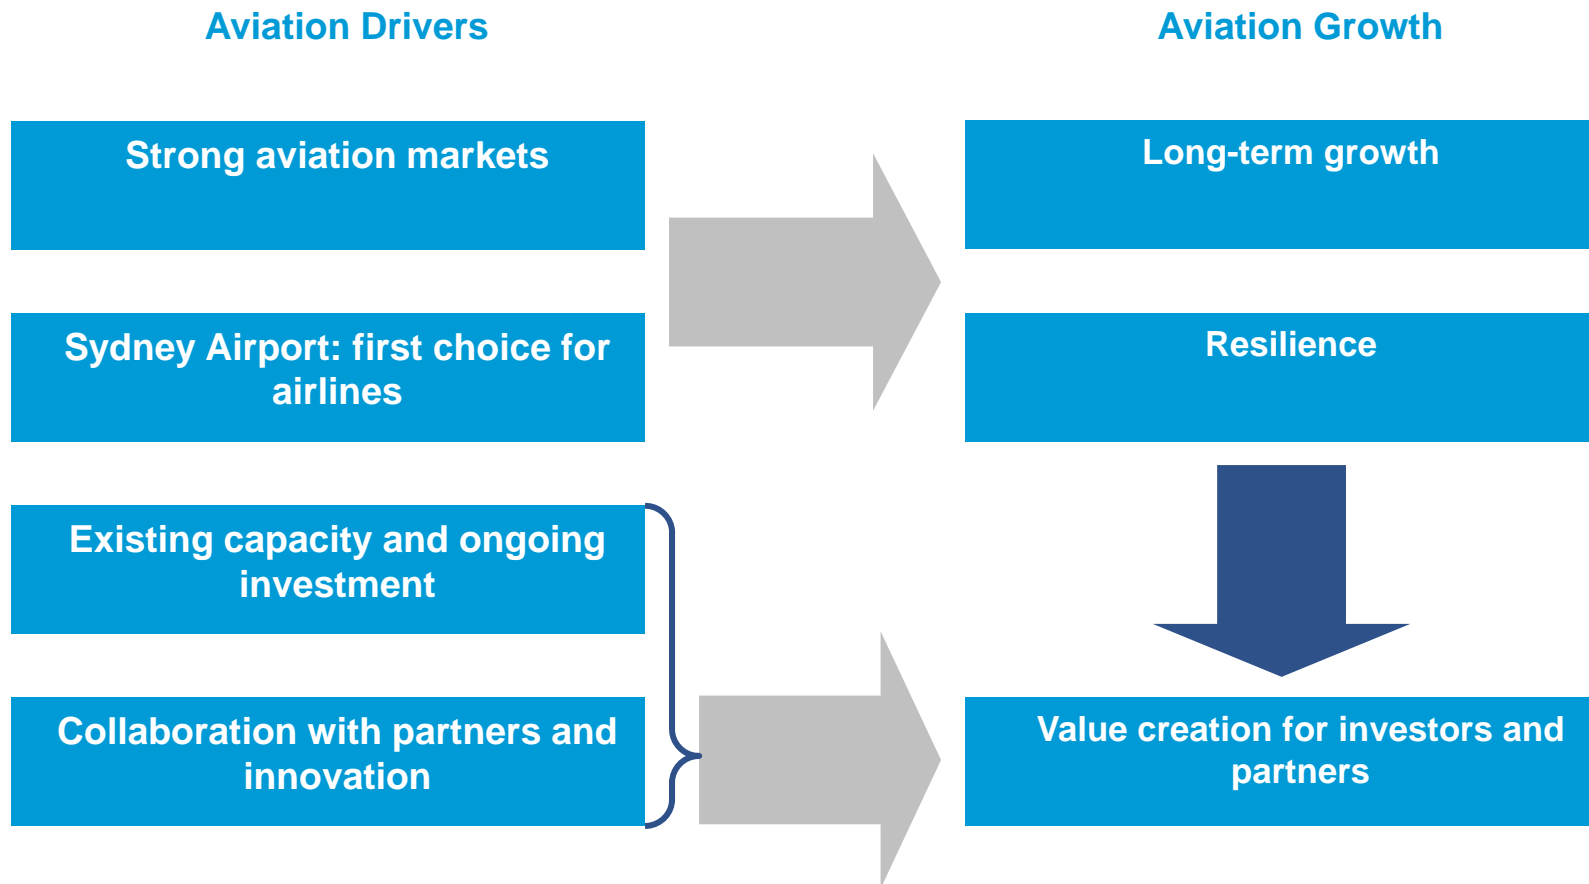 Aviation Drivers
Aviation Growth
Strong aviation markets
Long-term growth
Sydney Airport: first choice for
airlines
Resilience
Existing capacity and ongoing
investment
Collaboration with partners and
innovation
Value creation for investors and
partners